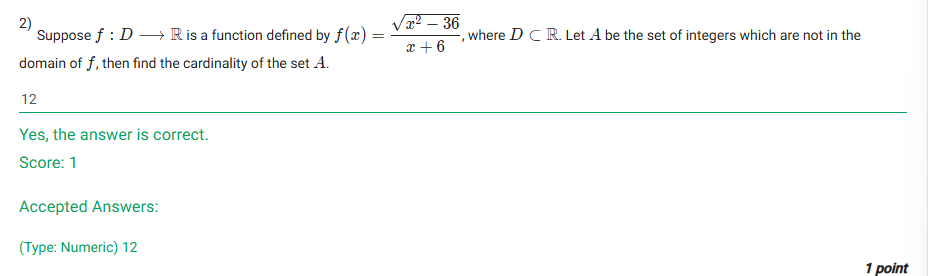 2)
Suppose f : D ⟶ ℝ is a function defined by f(x) = √(x² − 36) / (x + 6), where D ⊂ ℝ. Let A be the set of integers which are not in the
domain of f, then find the cardinality of the set A.
12
Yes, the answer is correct.
Score: 1
Accepted Answers:
(Type: Numeric) 12
1 point